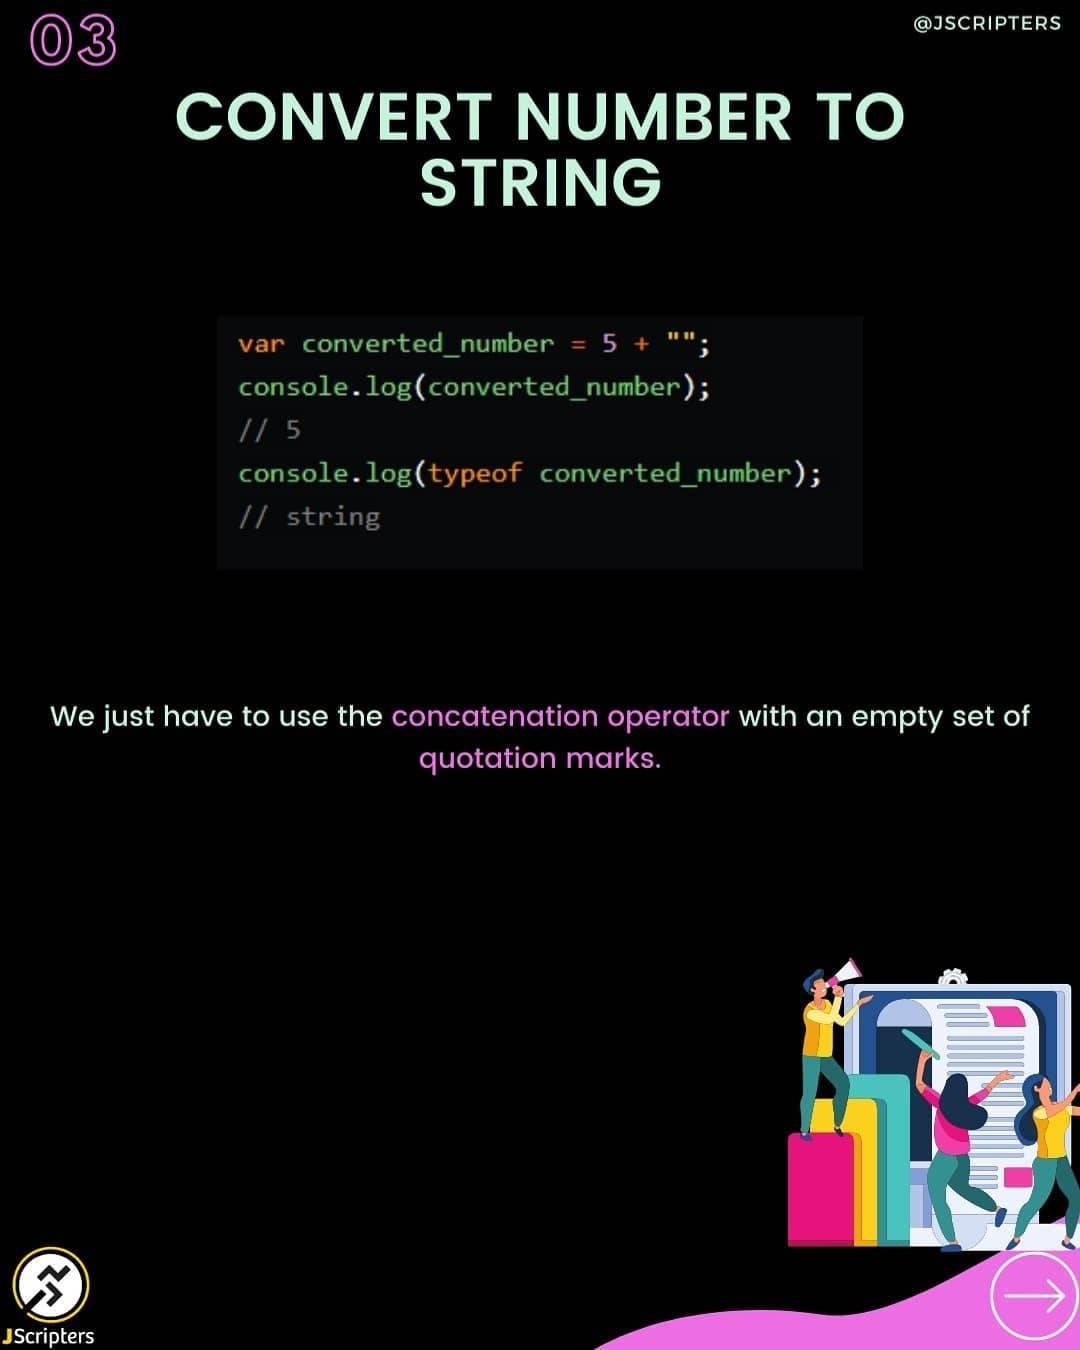 03
@JSCRIPTERS
CONVERT NUMBER TO
STRING
var converted_number = 5 + "";
console.log(converted_number);
// 5
console.log(typeof converted_number);
// string
We just have to use the concatenation operator with an empty set of
quotation marks.
JScripters